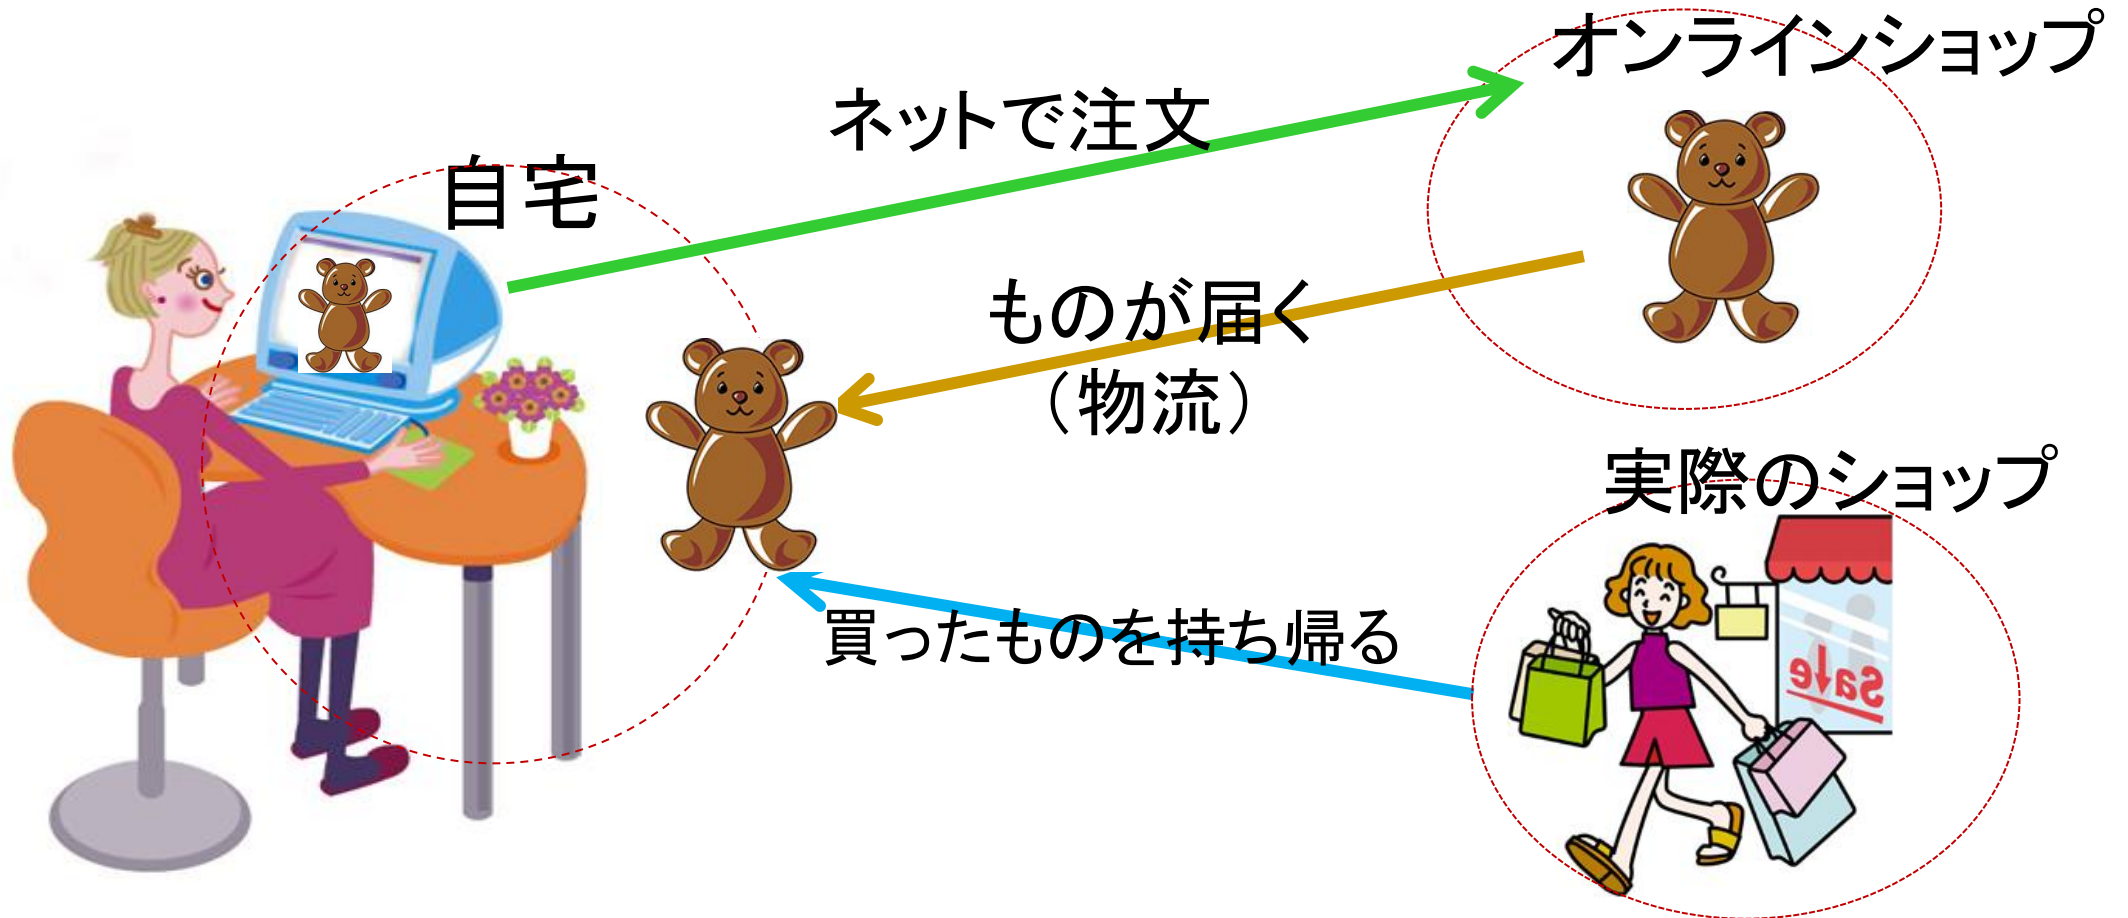 オンラインショップ
ネットで注文
自宅
ものが届く
（物流）
実際のショップ
買ったものを持ち帰る
Sale